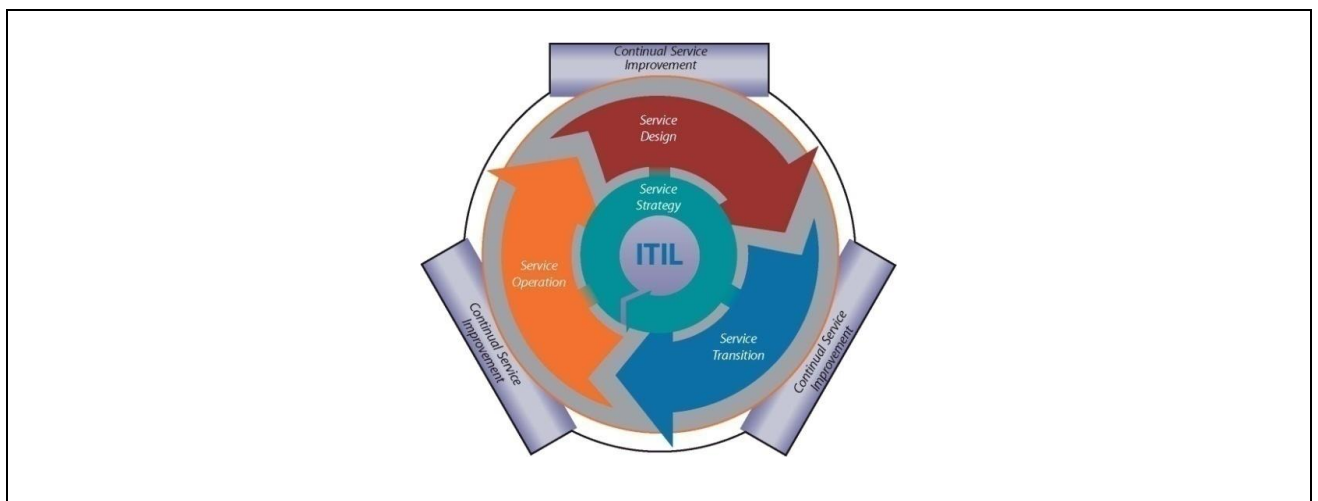 Continual Service
Improvement
Service
Design
Service
Strategy
ITIL
Service
Operation
Service
Transition
Continual Service
Improvement
Continual Service
Improvement